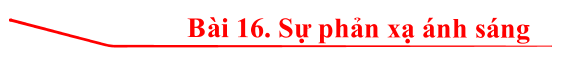 Bài 16. Sự phản xạ ánh sáng